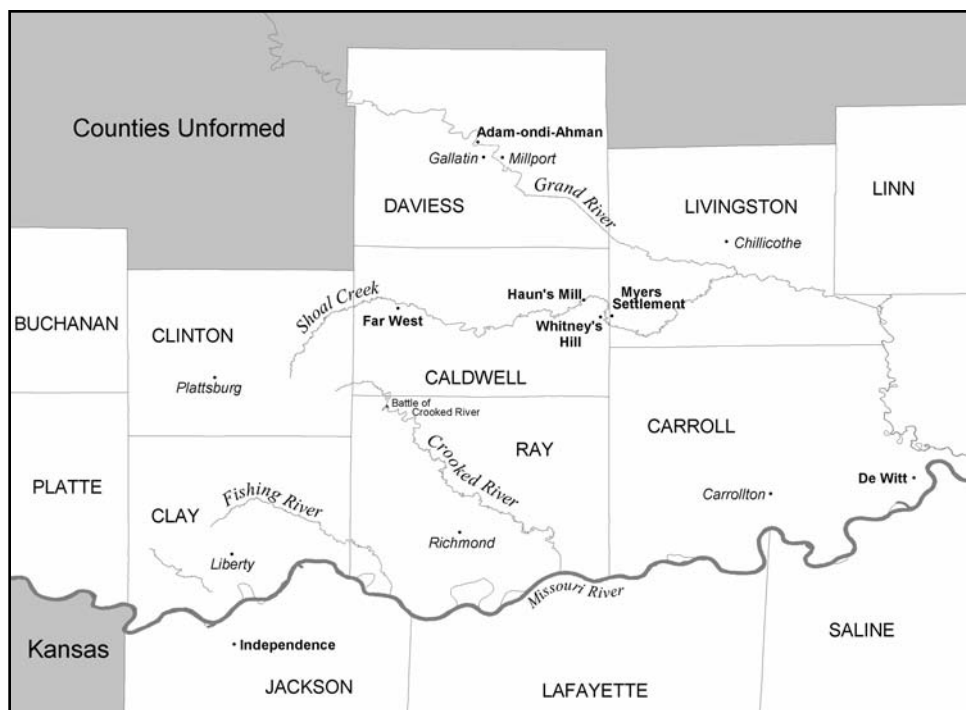 Counties Unformed
Adam-ondi-Ahman
Gallatin
Millport
Grand River
DAVIESS
LIVINGSTON
LINN
Chillicothe
BUCHANAN
CLINTON
Shoal Creek
Far West
Haun's Mill
Myers
Settlement
Whitney's
Hill
Plattsburg
CALDWELL
Battle of
Crooked River
RAY
CARROLL
Crooked River
PLATTE
CLAY
Fishing River
Liberty
Richmond
Carrollton
De Witt
Missouri River
Kansas
Independence
JACKSON
LAFAYETTE
SALINE